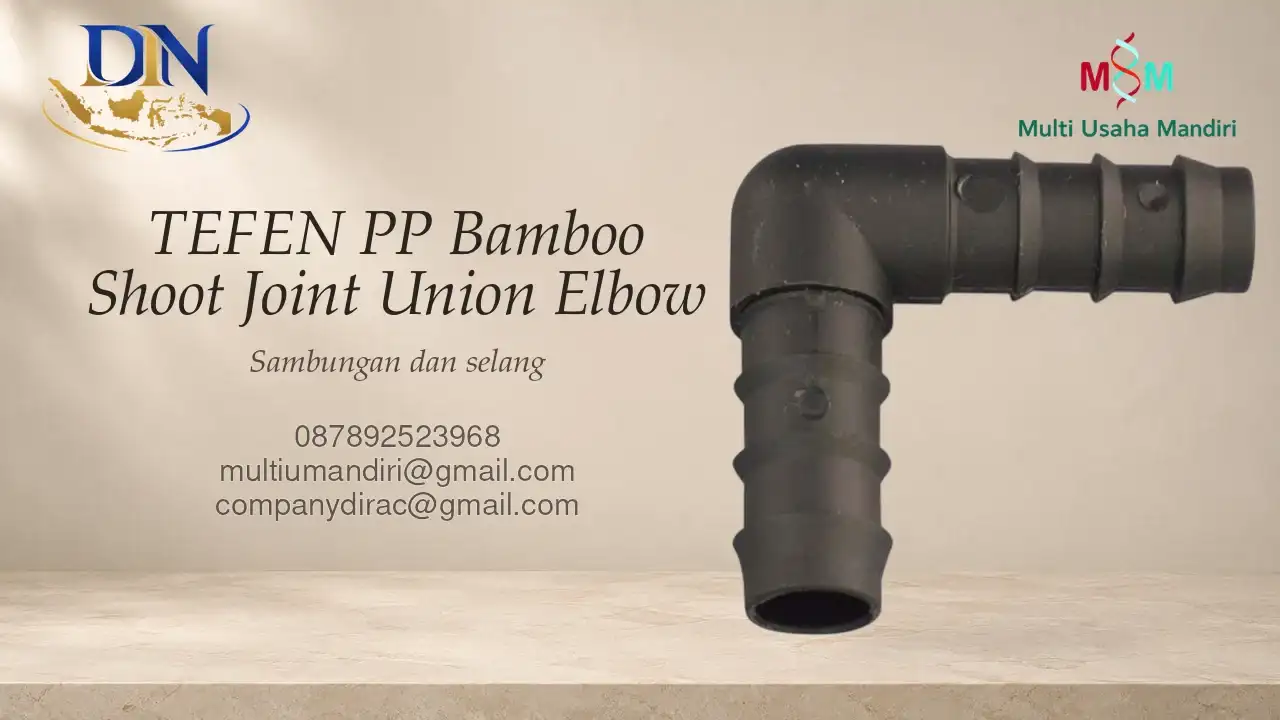 DIN
M M
Multi Usaha Mandiri
TEFEN PP Bamboo
Shoot Joint Union Elbow
Sambungan dan selang
087892523968
multiumandiri@gmail.com
companydirac@gmail.com